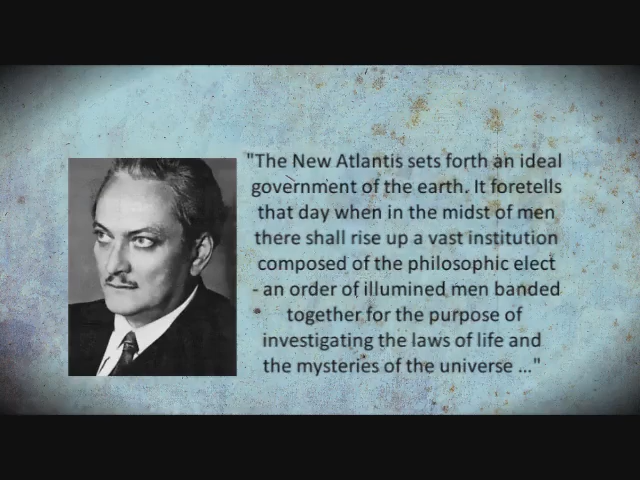 "The New Atlantis sets forth an ideal
government of the earth. It foretells
that day when in the midst of men
there shall rise up a vast institution
composed of the philosophic elect
- an order of illumined men banded
together for the purpose of
investigating the laws of life and
the mysteries of the universe ..."